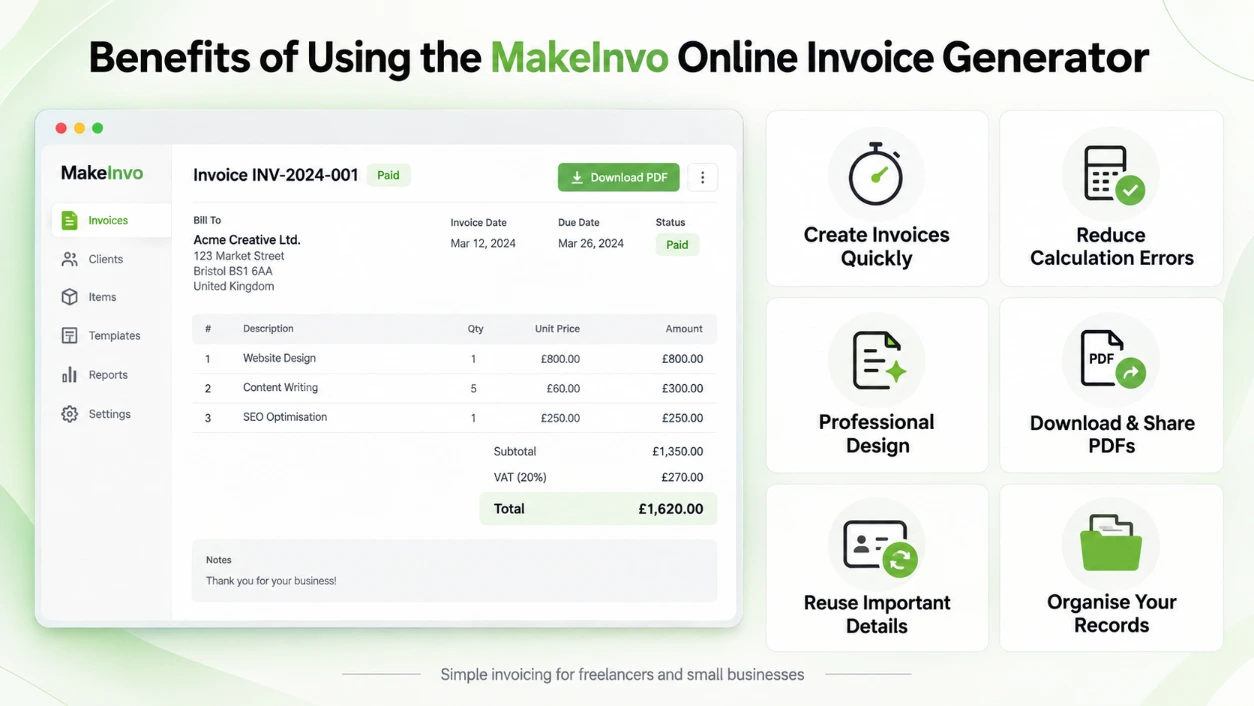 Benefits of Using the MakeInvo Online Invoice Generator
MakeInvo
Invoices
Clients
Items
Templates
Reports
Settings
Invoice INV-2024-001 Paid
Download PDF
Bill To
Acme Creative Ltd.
123 Market Street
Bristol BS1 6AA
United Kingdom
Invoice Date
Mar 12, 2024
Due Date
Mar 26, 2024
Status
Paid
# Description Qty Unit Price Amount
1 Website Design 1 £800.00 £800.00
2 Content Writing 5 £60.00 £300.00
3 SEO Optimisation 1 £250.00 £250.00
Subtotal £1,350.00
VAT (20%) £270.00
Total £1,620.00
Notes
Thank you for your business!
Create Invoices
Quickly
Reduce
Calculation Errors
Professional
Design
PDF
Download & Share
PDFs
Reuse Important
Details
Organise Your
Records
Simple invoicing for freelancers and small businesses